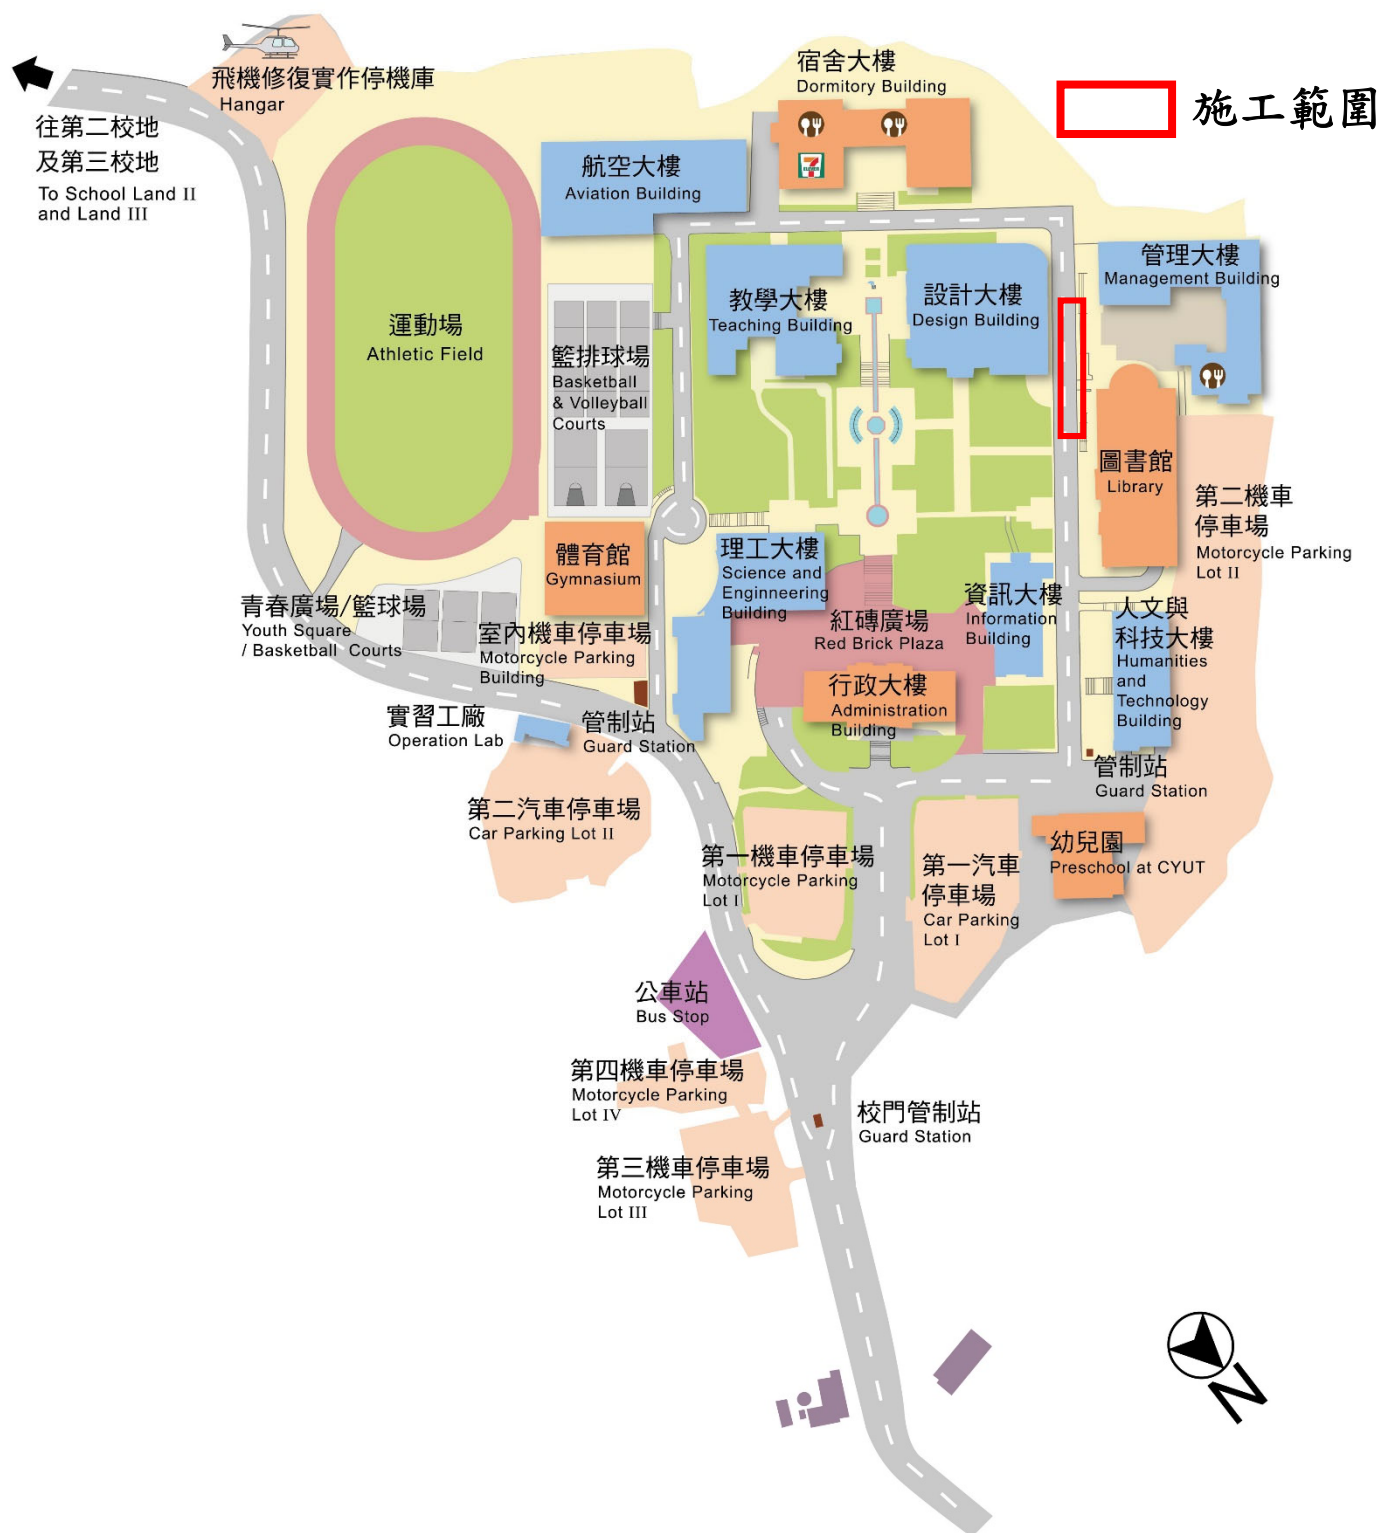 飛機修復實作停機庫
Hangar
往第二校地
及第三校地
To School Land II
and Land III
宿舍大樓
Dormitory Building
7
ELEVEN
施工範圍
航空大樓
Aviation Building
管理大樓
Management Building
教學大樓
Teaching Building
設計大樓
Design Building
運動場
Athletic Field
籃排球場
Basketball
& Volleyball
Courts
圖書館
Library
第二機車
停車場
Motorcycle Parking
Lot II
體育館
Gymnasium
理工大樓
Science and
Enginneering
Building
資訊大樓
Information
Building
人文與
科技大樓
Humanities
and
Technology
Building
青春廣場/籃球場
Youth Square
/ Basketball Courts
室內機車停車場
Motorcycle Parking
Building
紅磚廣場
Red Brick Plaza
行政大樓
Administration
Building
實習工廠
Operation Lab
管制站
Guard Station
管制站
Guard Station
第二汽車停車場
Car Parking Lot II
第一機車停車場
Motorcycle Parking
Lot I
第一汽車
停車場
Car Parking
Lot I
幼兒園
Preschool at CYUT
公車站
Bus Stop
第四機車停車場
Motorcycle Parking
Lot IV
校門管制站
Guard Station
第三機車停車場
Motorcycle Parking
Lot III
N